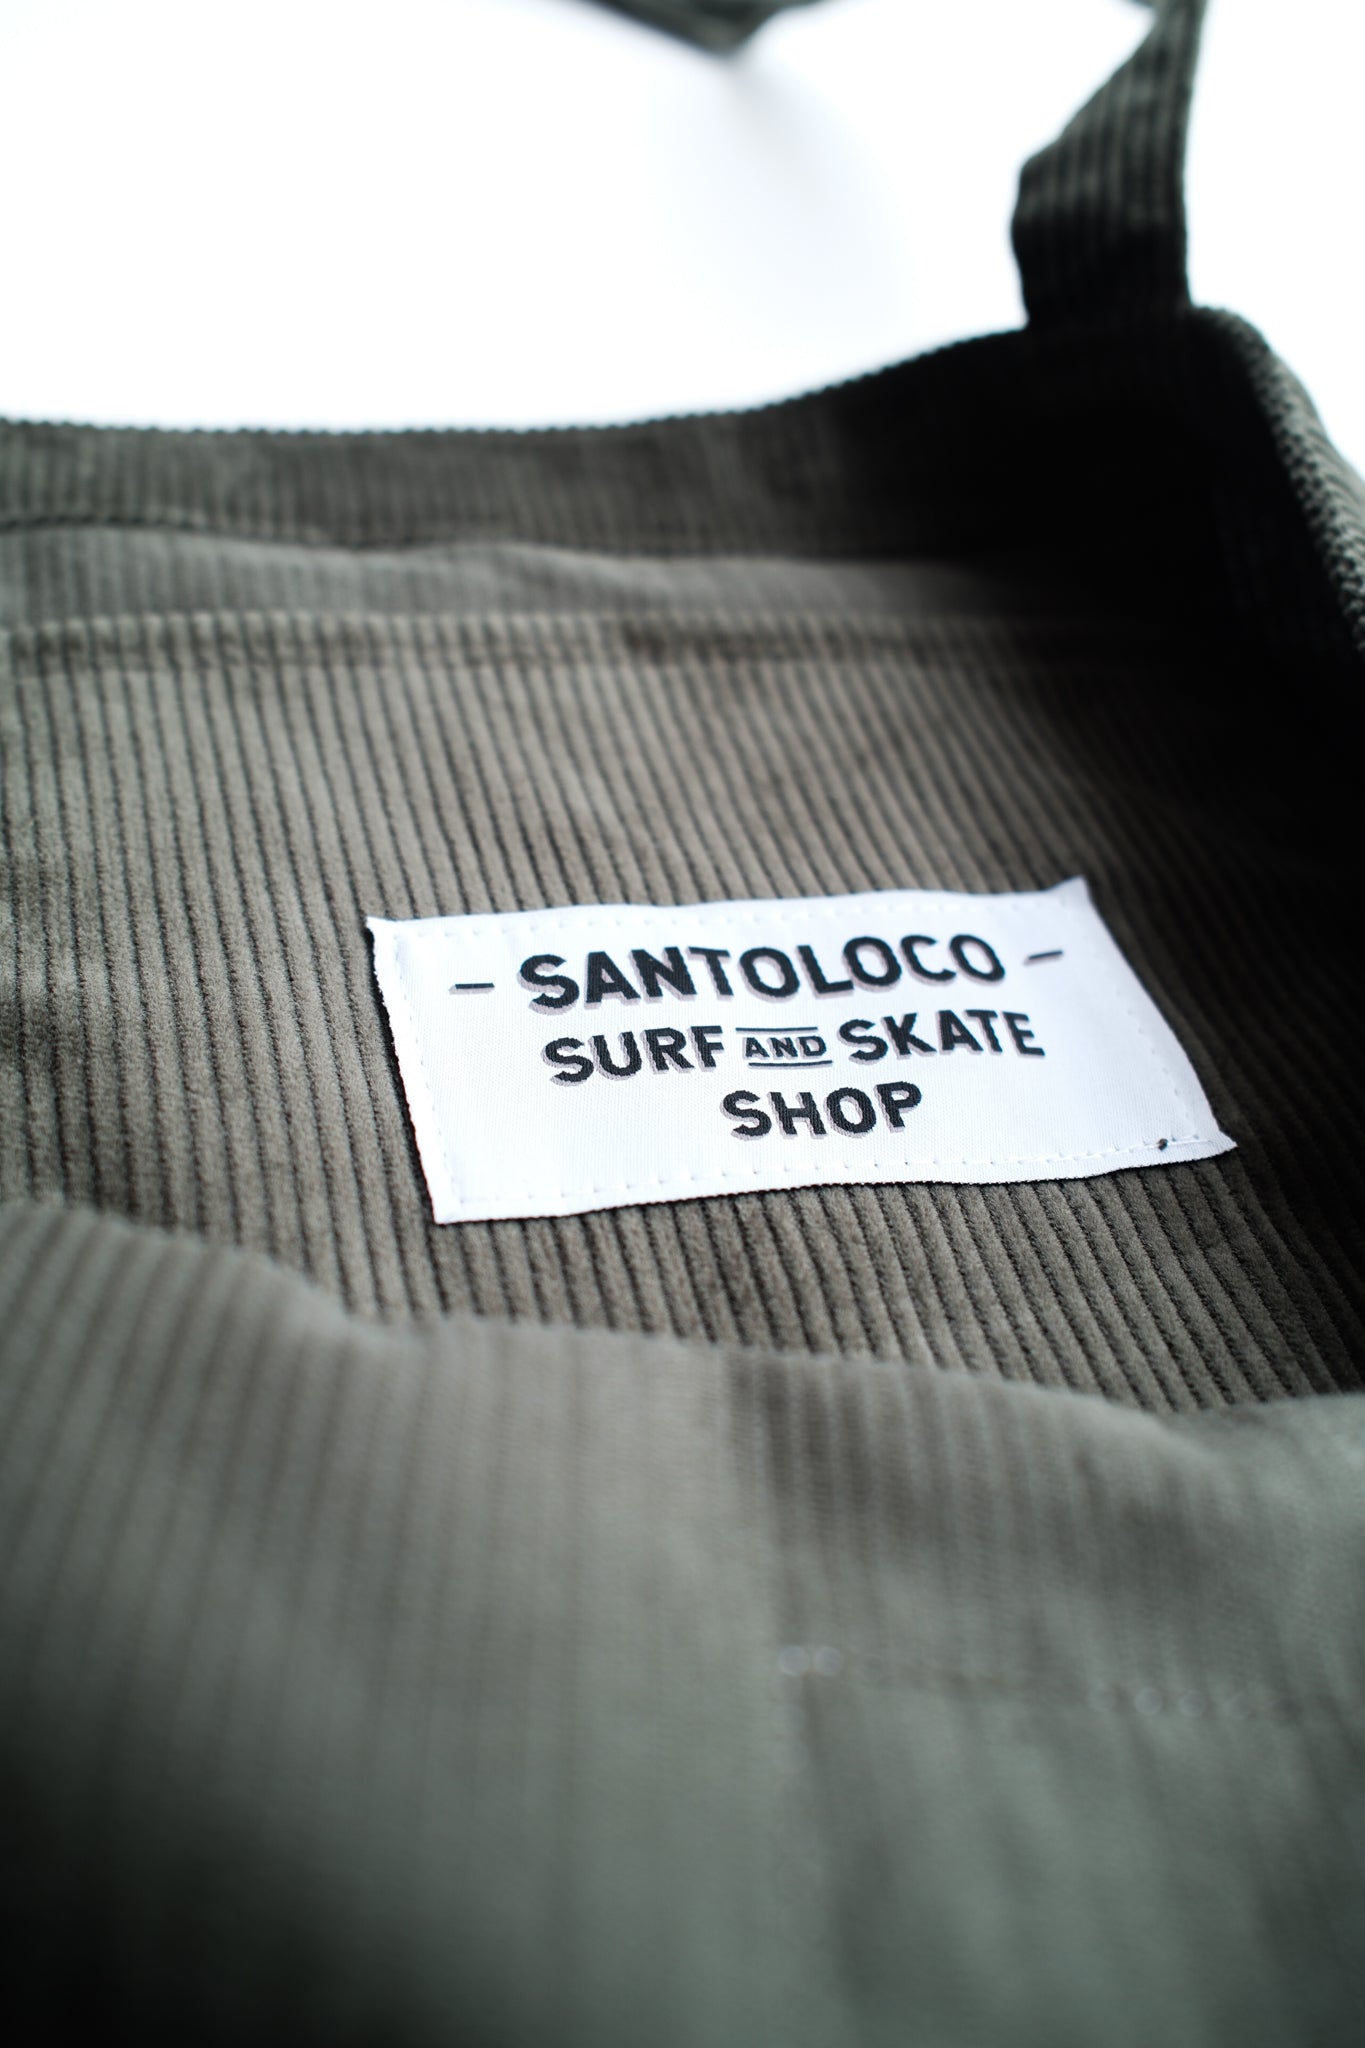 - SANTOLOCO -
SURF AND SKATE
SHOP